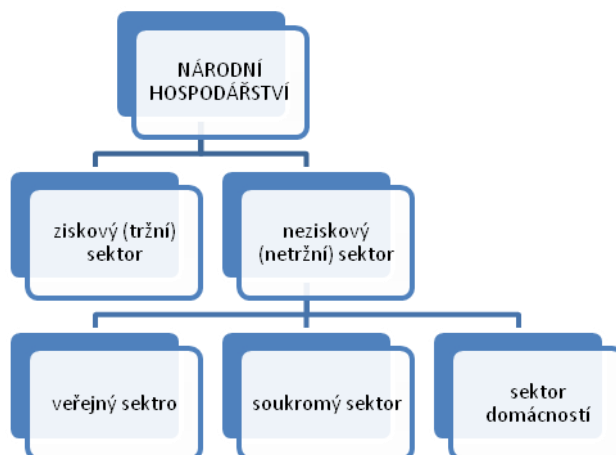 NÁRODNÍ
HOSPODÁŘSTVÍ
ziskový (tržní)
sektor
neziskový
(netržní) sektor
veřejný sektro
soukromý sektor
sektor
domácností